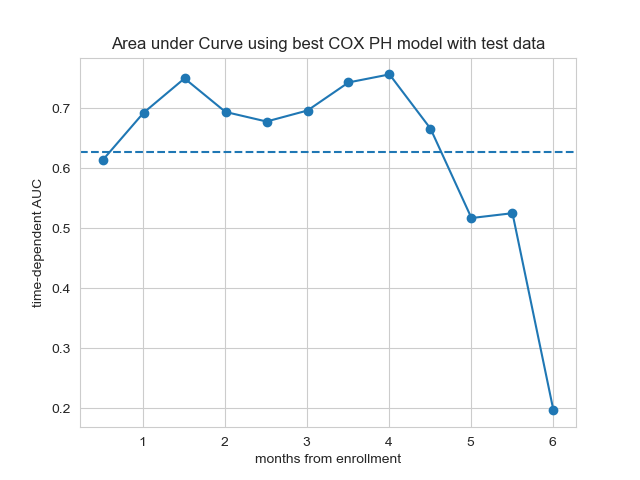 Area under Curve using best COX PH model with test data
time-dependent AUC
0.7
0.6
0.5
0.4
0.3
0.2
1 2 3 4 5 6
months from enrollment